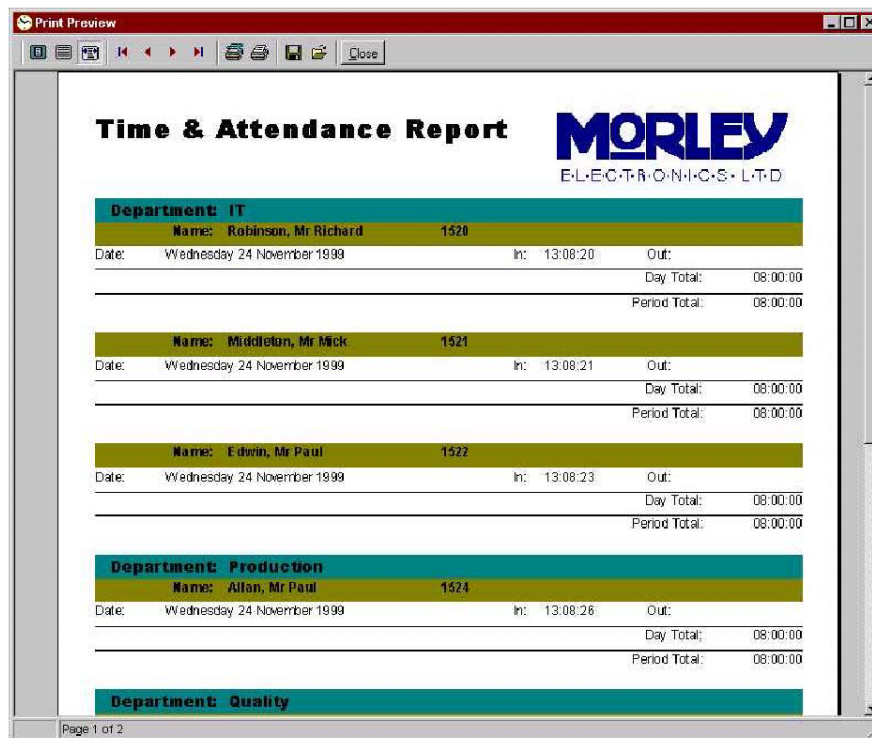 Print Preview
Close
Time & Attendance Report
MORLEY
E·L·E·C·T·R·O·N·I·C·S· L·T·D
Department: IT
Name: Robinson, Mr Richard 1520
Date: Wednesday 24 November 1999 In: 13:08:20 Out:
Day Total: 08:00:00
Period Total: 08:00:00
Name: Middleton, Mr Mick 1521
Date: Wednesday 24 November 1999 In: 13:08:21 Out:
Day Total: 08:00:00
Period Total: 08:00:00
Name: Edwin, Mr Paul 1522
Date: Wednesday 24 November 1999 In: 13:08:23 Out:
Day Total: 08:00:00
Period Total: 08:00:00
Department: Production
Name: Allan, Mr Paul 1524
Date: Wednesday 24 November 1999 In: 13:08:26 Out:
Day Total: 08:00:00
Period Total: 08:00:00
Department: Quality
Page 1 of 2